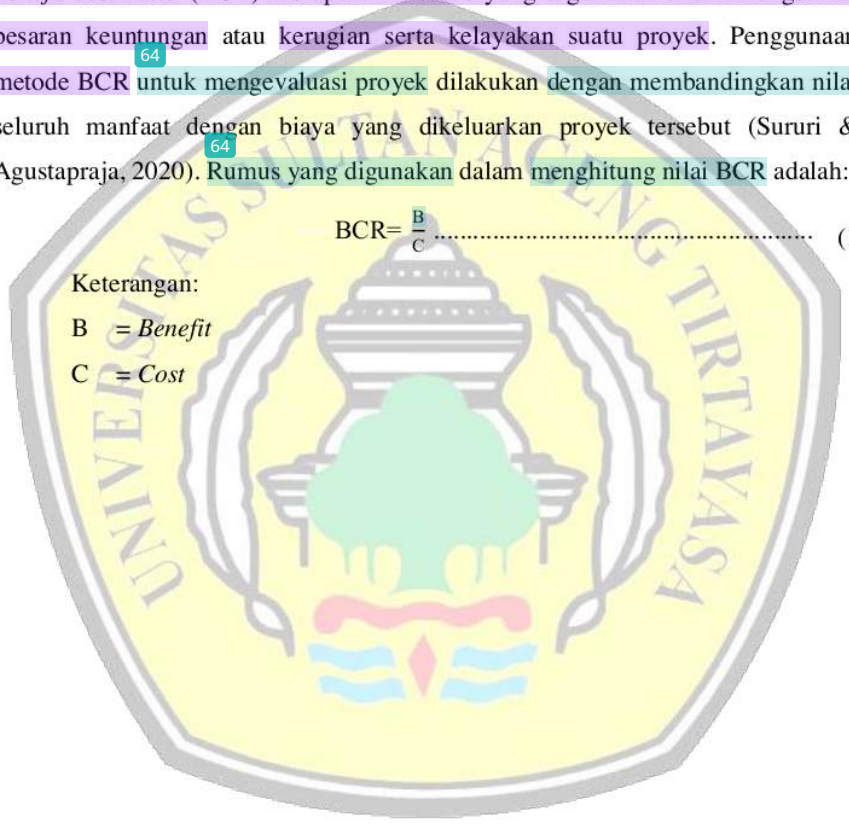 besaran keuntungan atau kerugian serta kelayakan suatu proyek. Penggunaan
64
metode BCR untuk mengevaluasi proyek dilakukan dengan membandingkan nila
seluruh manfaat dengan biaya yang dikeluarkan proyek tersebut (Sururi &
64
Agustapraja, 2020). Rumus yang digunakan dalam menghitung nilai BCR adalah:
BCR= B/C ........................................................... (
Keterangan:
B = Benefit
C = Cost
UNIVERSITAS SULTAN AGENG TIRTAYASA